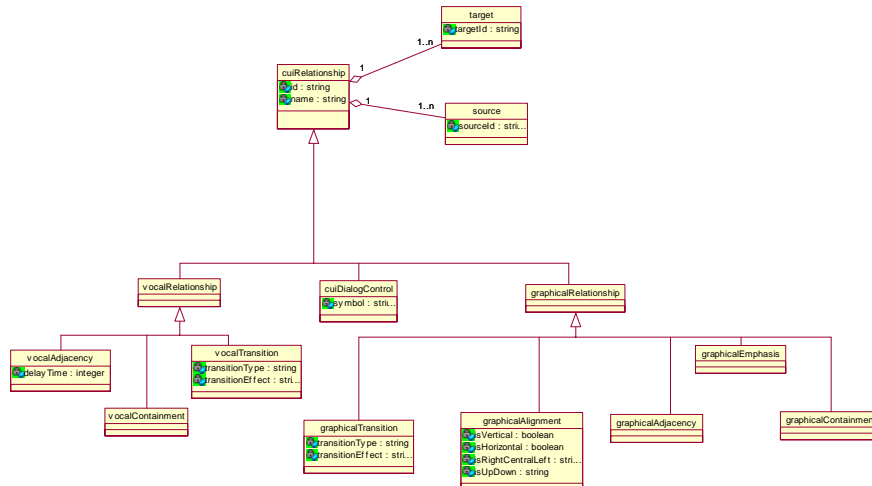 target
targetId : string
1..n
1
cuiRelationship
id : string
name : string
1
1..n
source
sourceId : stri...
vocalRelationship
cuiDialogControl
symbol : stri...
graphicalRelationship
vocalAdjacency
delayTime : integer
vocalTransition
transitionType : string
transitionEffect : stri...
graphicalEmphasis
vocalContainment
graphicalTransition
transitionType : string
transitionEffect : stri...
graphicalAlignment
isVertical : boolean
isHorizontal : boolean
isRightCentralLeft : stri...
isUpDown : string
graphicalAdjacency
graphicalContainment